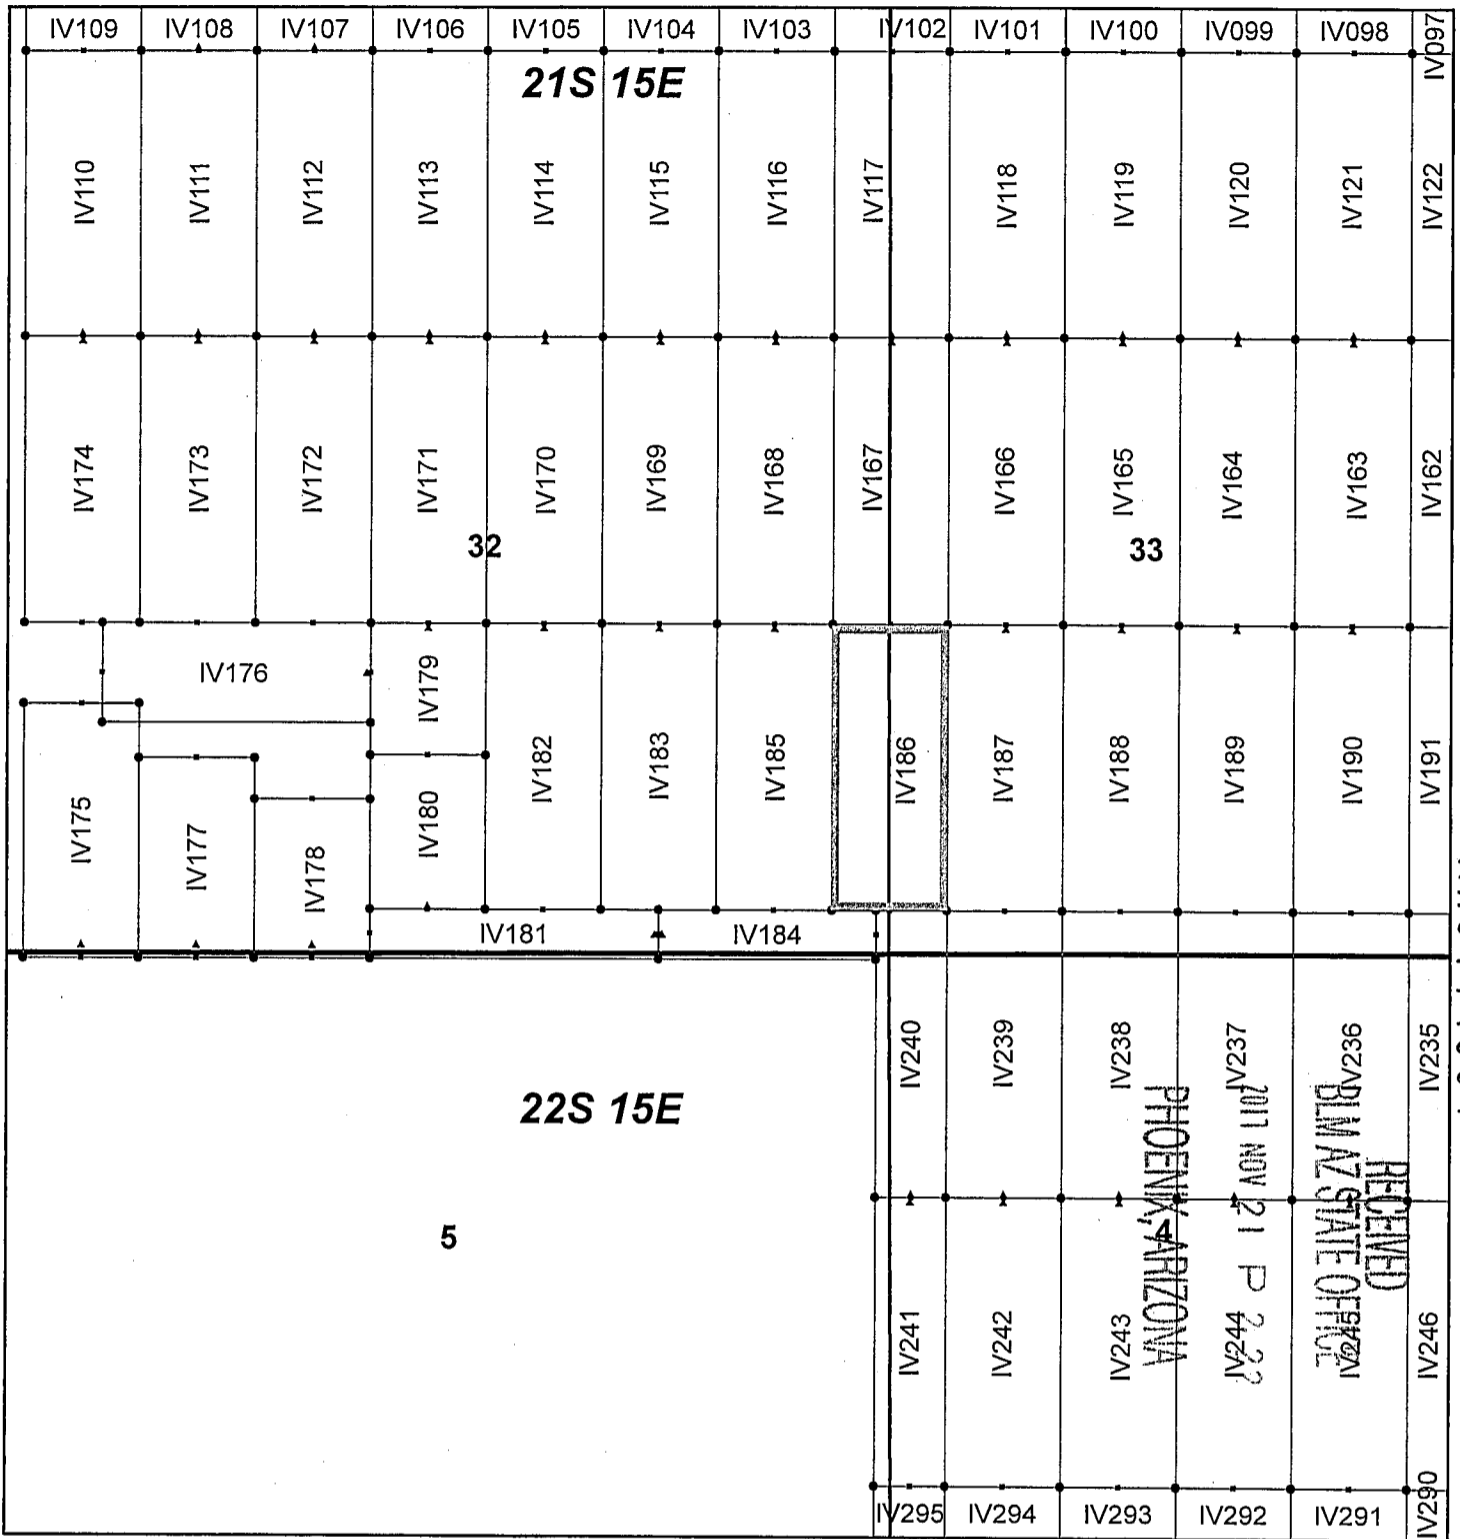 IV109 IV108 IV107 IV106 IV105 IV104 IV103 IV102 IV101 IV100 IV099 IV098 IV097
21S 15E
IV110 IV111 IV112 IV113 IV114 IV115 IV116 IV117 IV118 IV119 IV120 IV121 IV122
IV174 IV173 IV172 IV171 IV170 IV169 IV168 IV167 IV166 IV165 IV164 IV163 IV162
32 33
IV176 IV179
IV175 IV177 IV178 IV180 IV182 IV183 IV185 IV186 IV187 IV188 IV189 IV190 IV191
IV181 IV184
IV240 IV239 IV238 IV237 IV236 IV235
22S 15E
5 4
IV241 IV242 IV243 IV244 IV245 IV246
IV295 IV294 IV293 IV292 IV291 IV290
RECEIVED
BLM AZ STATE OFFICE
2011 NOV 21 P 2:22
PHOENIX, ARIZONA